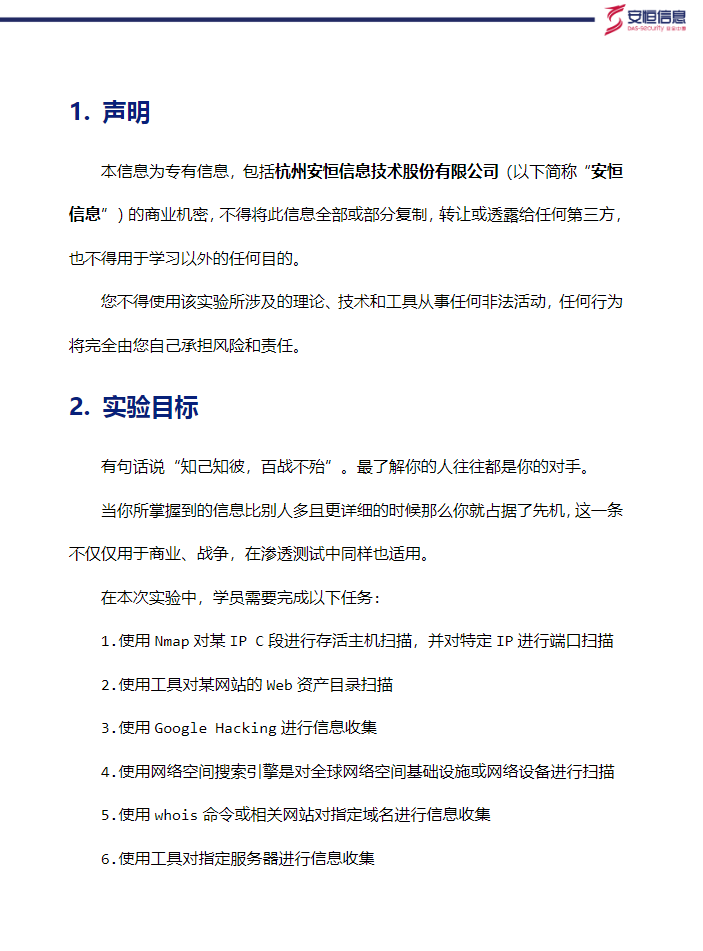 安恒信息
DAS-security 安全中国
1. 声明
本信息为专有信息，包括杭州安恒信息技术股份有限公司（以下简称“安恒
信息”）的商业机密，不得将此信息全部或部分复制，转让或透露给任何第三方，
也不得用于学习以外的任何目的。
您不得使用该实验所涉及的理论、技术和工具从事任何非法活动，任何行为
将完全由您自己承担风险和责任。
2. 实验目标
有句话说“知己知彼，百战不殆”。最了解你的人往往都是你的对手。
当你所掌握到的信息比别人多且更详细的时候那么你就占据了先机，这一条
不仅仅用于商业、战争，在渗透测试中同样也适用。
在本次实验中，学员需要完成以下任务：
1.使用 Nmap 对某 IP C 段进行存活主机扫描，并对特定 IP 进行端口扫描
2.使用工具对某网站的 Web 资产目录扫描
3.使用 Google Hacking 进行信息收集
4.使用网络空间搜索引擎是对全球网络空间基础设施或网络设备进行扫描
5.使用 whois 命令或相关网站对指定域名进行信息收集
6.使用工具对指定服务器进行信息收集